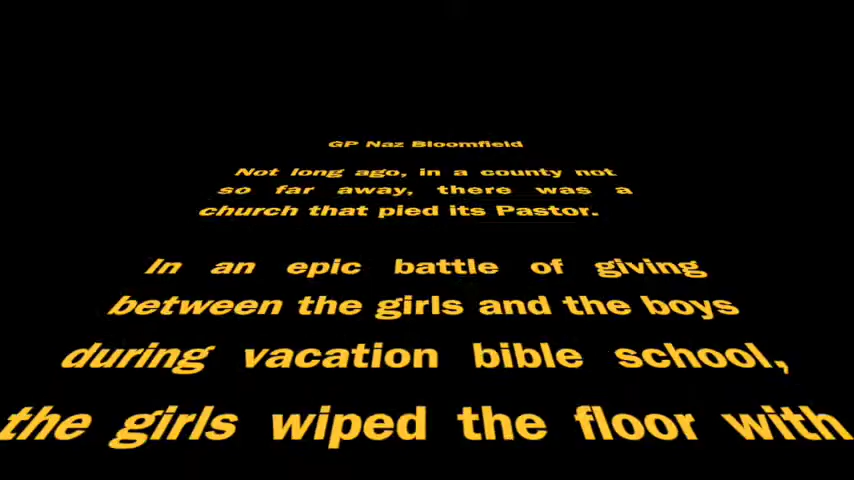 GP Naz Bloomfield
Not long ago, in a county not
so far away, there was a
church that pied its Pastor.
In an epic battle of giving
between the girls and the boys
during vacation bible school,
the girls wiped the floor with